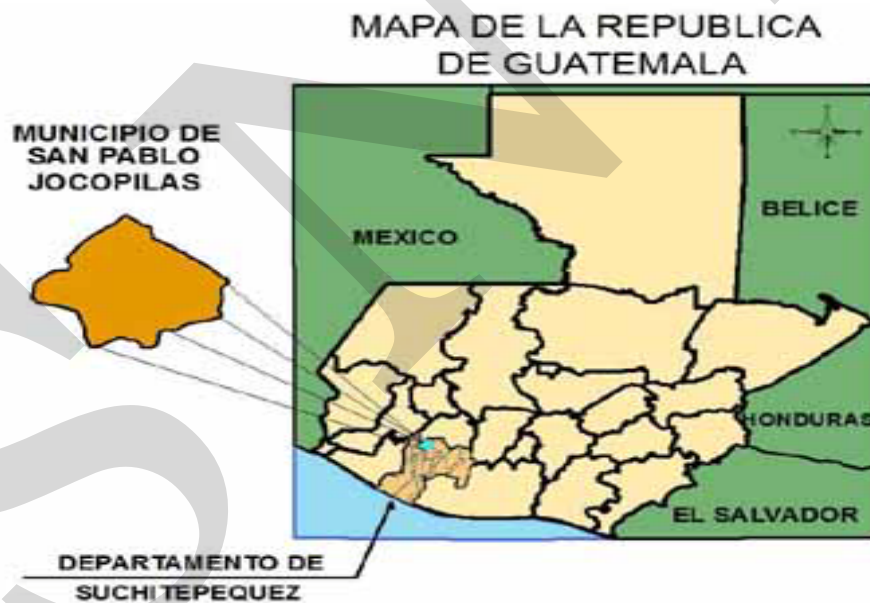 MAPA DE LA REPUBLICA
DE GUATEMALA
MUNICIPIO DE
SAN PABLO
JOCOPILAS
MEXICO
BELICE
HONDURAS
EL SALVADOR
DEPARTAMENTO DE
SUCHITEPEQUEZ